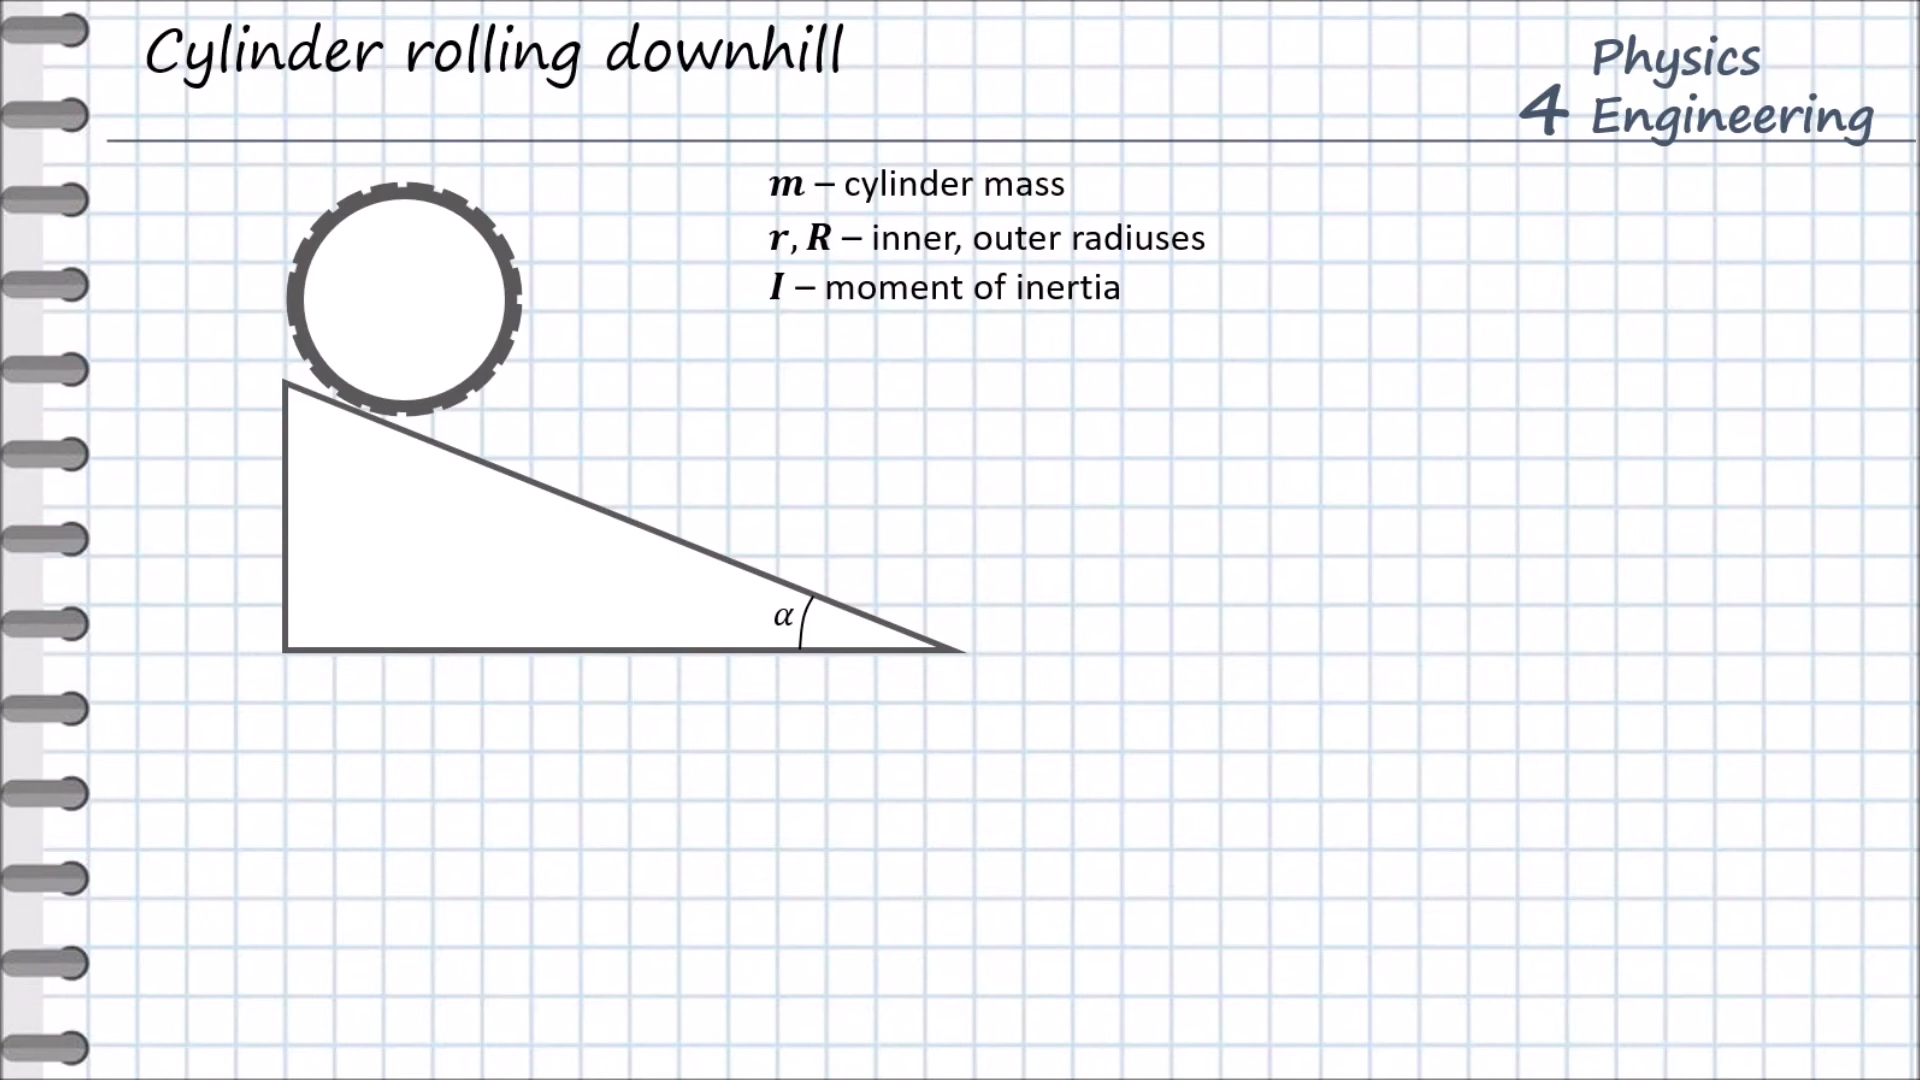 Cylinder rolling downhill
Physics
4 Engineering
m – cylinder mass
r, R – inner, outer radiuses
I – moment of inertia
α